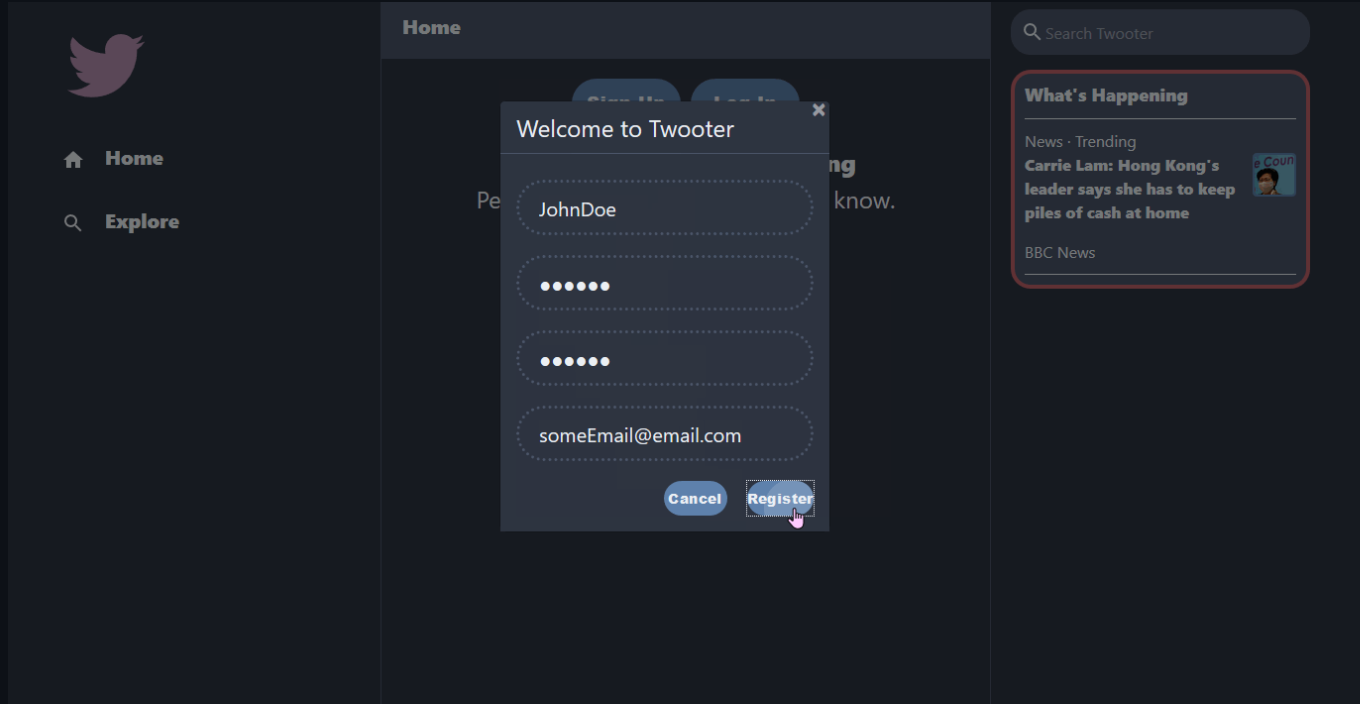 Home
Explore
Home
Sign Up
Log In
ng
Pe
know.
Welcome to Twooter
×
JohnDoe
●●●●●●
●●●●●●
someEmail@email.com
Cancel
Register
Search Twooter
What's Happening
News · Trending
Carrie Lam: Hong Kong's
leader says she has to keep
piles of cash at home
e Coun
BBC News